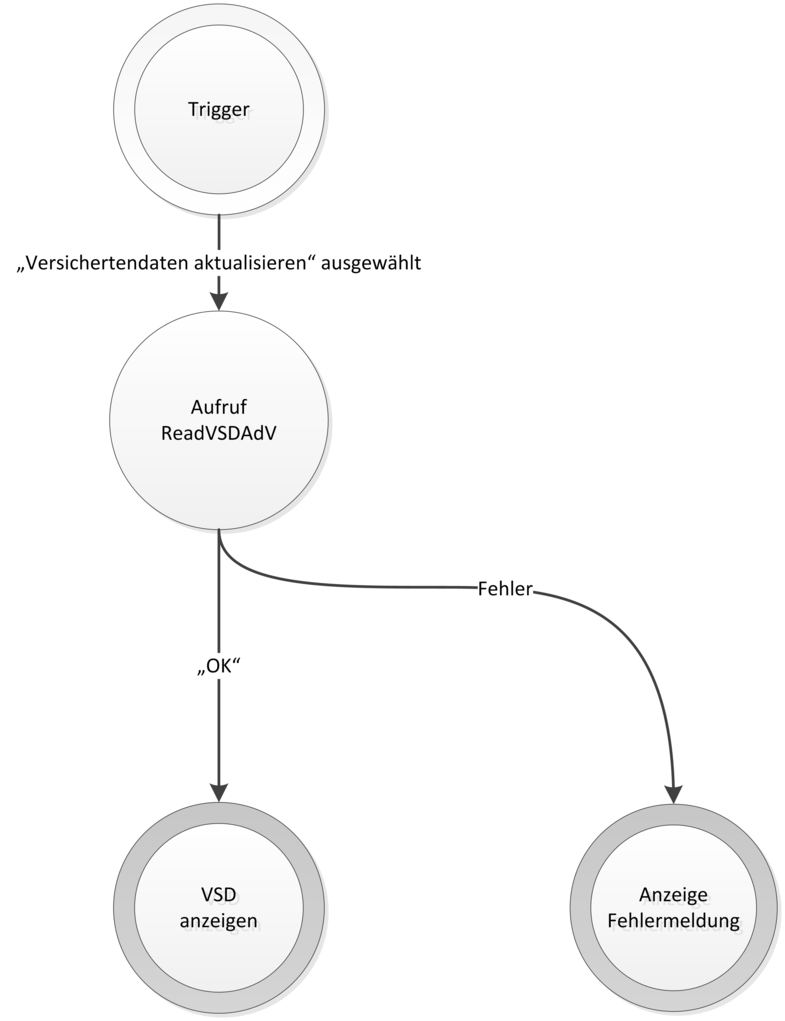 Trigger
„Versichertendaten aktualisieren“ ausgewählt
Aufruf
ReadVSDAdV
Fehler
„OK“
VSD
anzeigen
Anzeige
Fehlermeldung